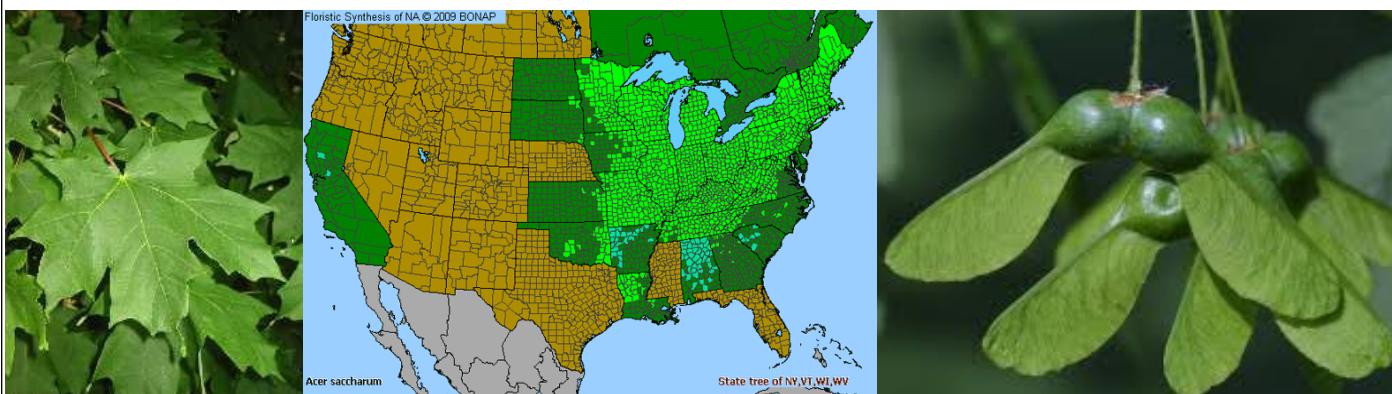 Floristic Synthesis of NA © 2009 BONAP
Acer saccharum
State tree of NY,VT,WI,WV